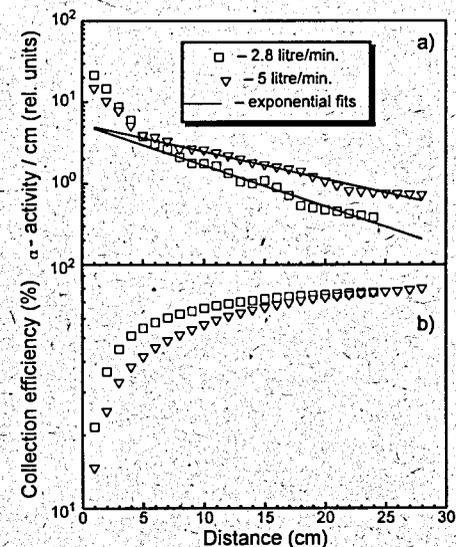 10²
a)
– 2.8 litre/min.
– 5 litre/min.
– exponential fits
10¹
10⁰
α - activity / cm (rel. units)
10²
b)
Collection efficiency (%)
10¹
0 5 10 15 20 25 30
Distance (cm)